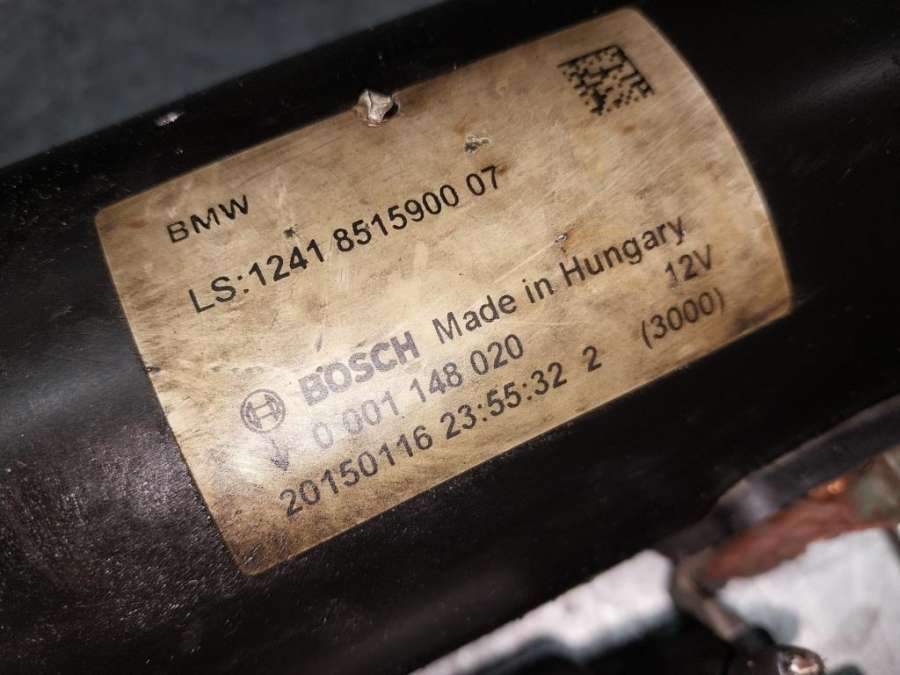 BMW
LS:1241 8515900 07
BOSCH Made in Hungary
0 001 148 020 12V
20150116 23:55:32 2 (3000)